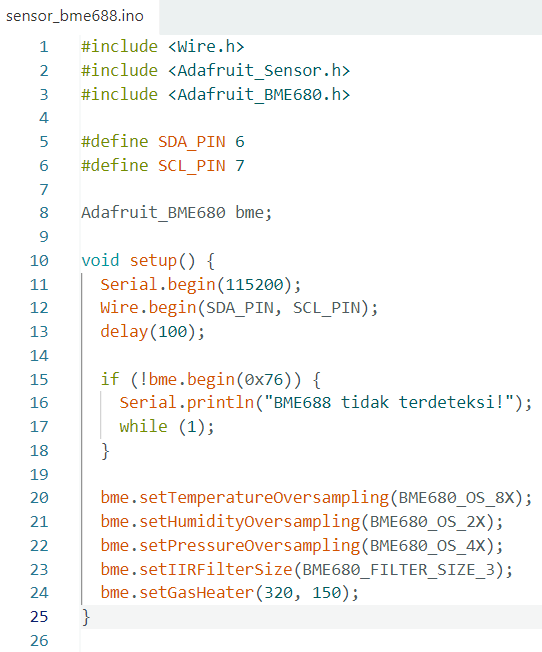 sensor_bme688.ino
1 #include <Wire.h>
2 #include <Adafruit_Sensor.h>
3 #include <Adafruit_BME680.h>
4
5 #define SDA_PIN 6
6 #define SCL_PIN 7
7
8 Adafruit_BME680 bme;
9
10 void setup() {
11   Serial.begin(115200);
12   Wire.begin(SDA_PIN, SCL_PIN);
13   delay(100);
14
15   if (!bme.begin(0x76)) {
16     Serial.println("BME688 tidak terdeteksi!");
17     while (1);
18   }
19
20   bme.setTemperatureOversampling(BME680_OS_8X);
21   bme.setHumidityOversampling(BME680_OS_2X);
22   bme.setPressureOversampling(BME680_OS_4X);
23   bme.setIIRFilterSize(BME680_FILTER_SIZE_3);
24   bme.setGasHeater(320, 150);
25 }
26